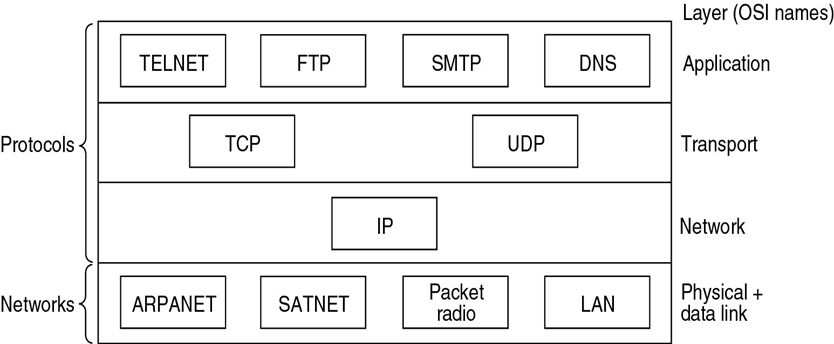 Layer (OSI names)
TELNET FTP SMTP DNS Application
Protocols
TCP UDP Transport
IP Network
Networks
ARPANET SATNET Packet radio LAN Physical + data link